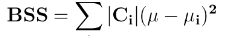 BSS = ∑ |Cᵢ|(μ − μᵢ)²